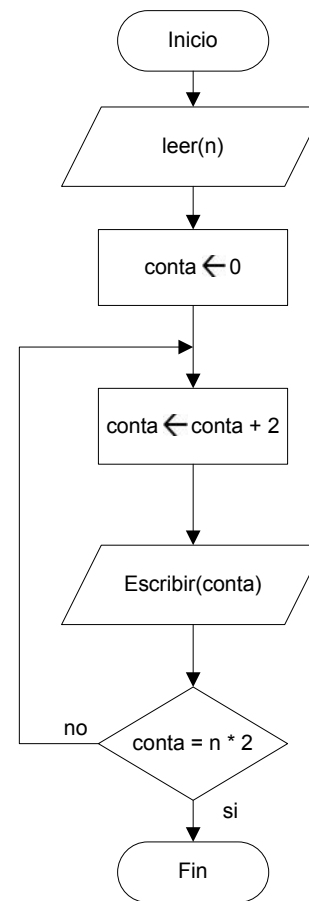 Inicio
leer(n)
conta ← 0
conta ← conta + 2
Escribir(conta)
no
conta = n * 2
si
Fin